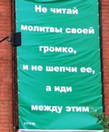 Не читай
молитвы своей
громко,
и не шепчи ее,
а иди
между этим